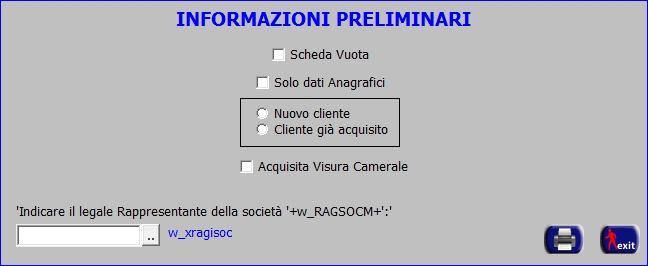 INFORMAZIONI PRELIMINARI
Scheda Vuota
Solo dati Anagrafici
Nuovo cliente
Cliente già acquisito
Acquisita Visura Camerale
'Indicare il legale Rappresentante della società '+w_RAGSOCM+':'
.. w_xragisoc
exit